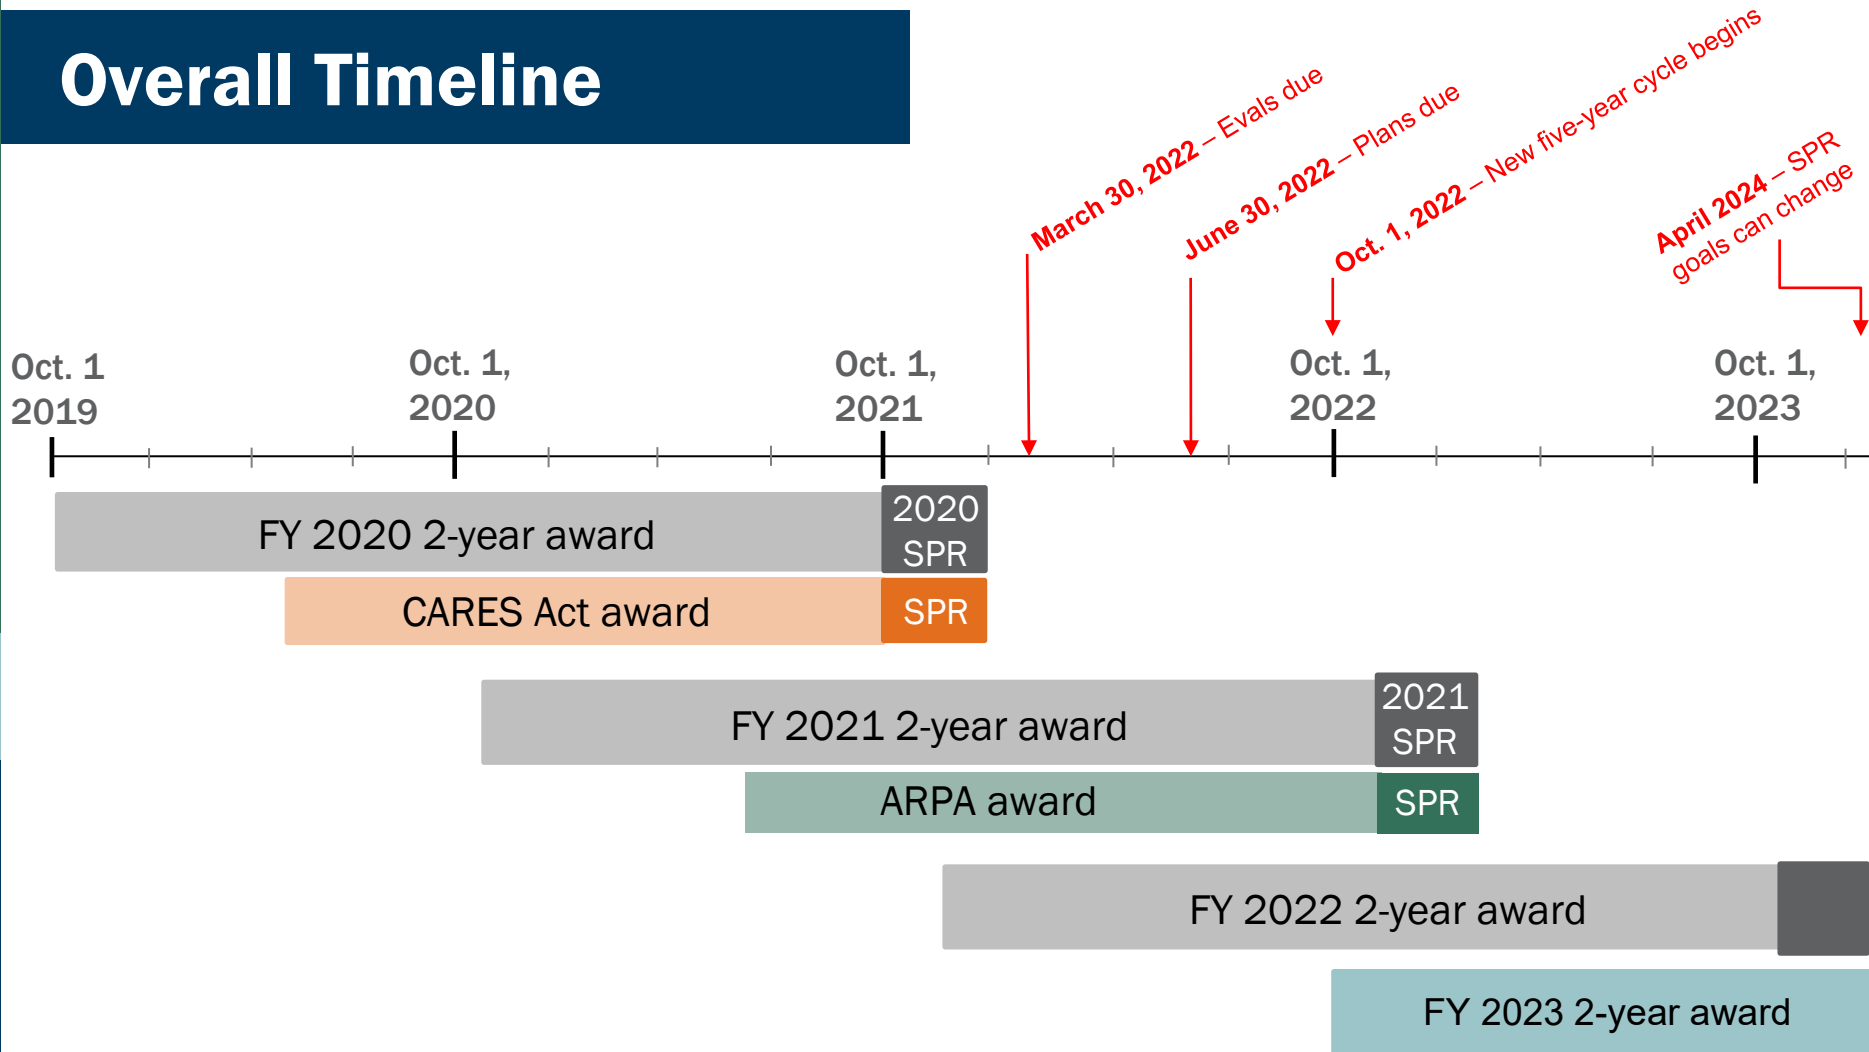 Overall Timeline
March 30, 2022 – Evals due
June 30, 2022 – Plans due
Oct. 1, 2022 – New five-year cycle begins
April 2024 – SPR
goals can change
Oct. 1
2019
Oct. 1,
2020
Oct. 1,
2021
Oct. 1,
2022
Oct. 1,
2023
FY 2020 2-year award
2020
SPR
CARES Act award
SPR
FY 2021 2-year award
2021
SPR
ARPA award
SPR
FY 2022 2-year award
FY 2023 2-year award